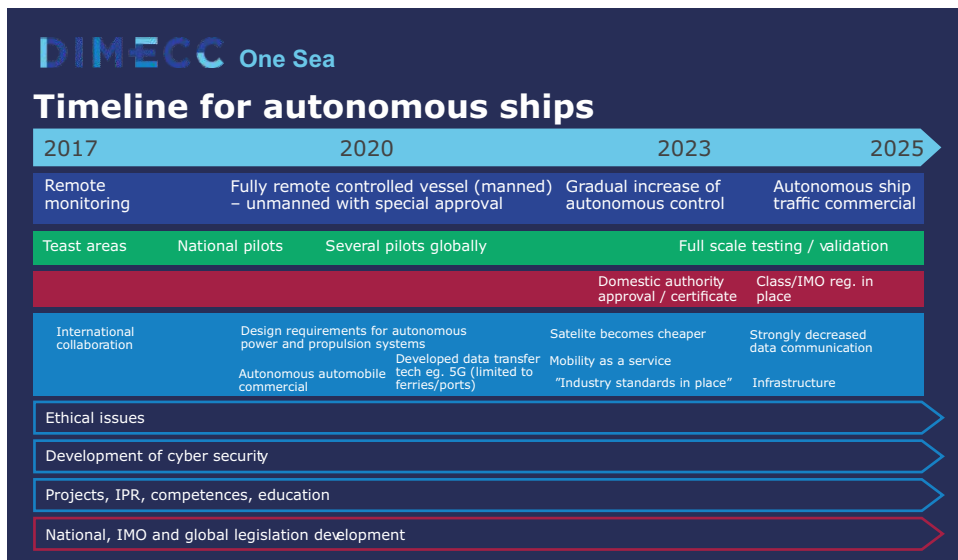 DIMECC One Sea
Timeline for autonomous ships
2017 2020 2023 2025
Remote
monitoring
Fully remote controlled vessel (manned)
– unmanned with special approval
Gradual increase of
autonomous control
Autonomous ship
traffic commercial
Teast areas National pilots Several pilots globally Full scale testing / validation
Domestic authority
approval / certificate
Class/IMO reg. in
place
International
collaboration
Design requirements for autonomous
power and propulsion systems
Autonomous automobile
commercial
Developed data transfer
tech eg. 5G (limited to
ferries/ports)
Satelite becomes cheaper
Mobility as a service
“Industry standards in place”
Strongly decreased
data communication
Infrastructure
Ethical issues
Development of cyber security
Projects, IPR, competences, education
National, IMO and global legislation development